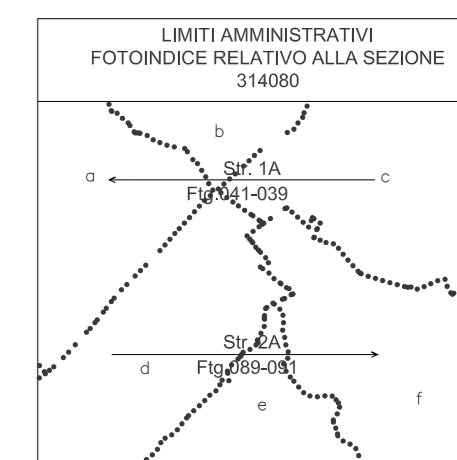 LIMITI AMMINISTRATIVI
FOTOINDICE RELATIVO ALLA SEZIONE
314080
b
Str. 1A
a
c
Ftg.041-039
Str. 2A
d
Ftg.089-091
e
f